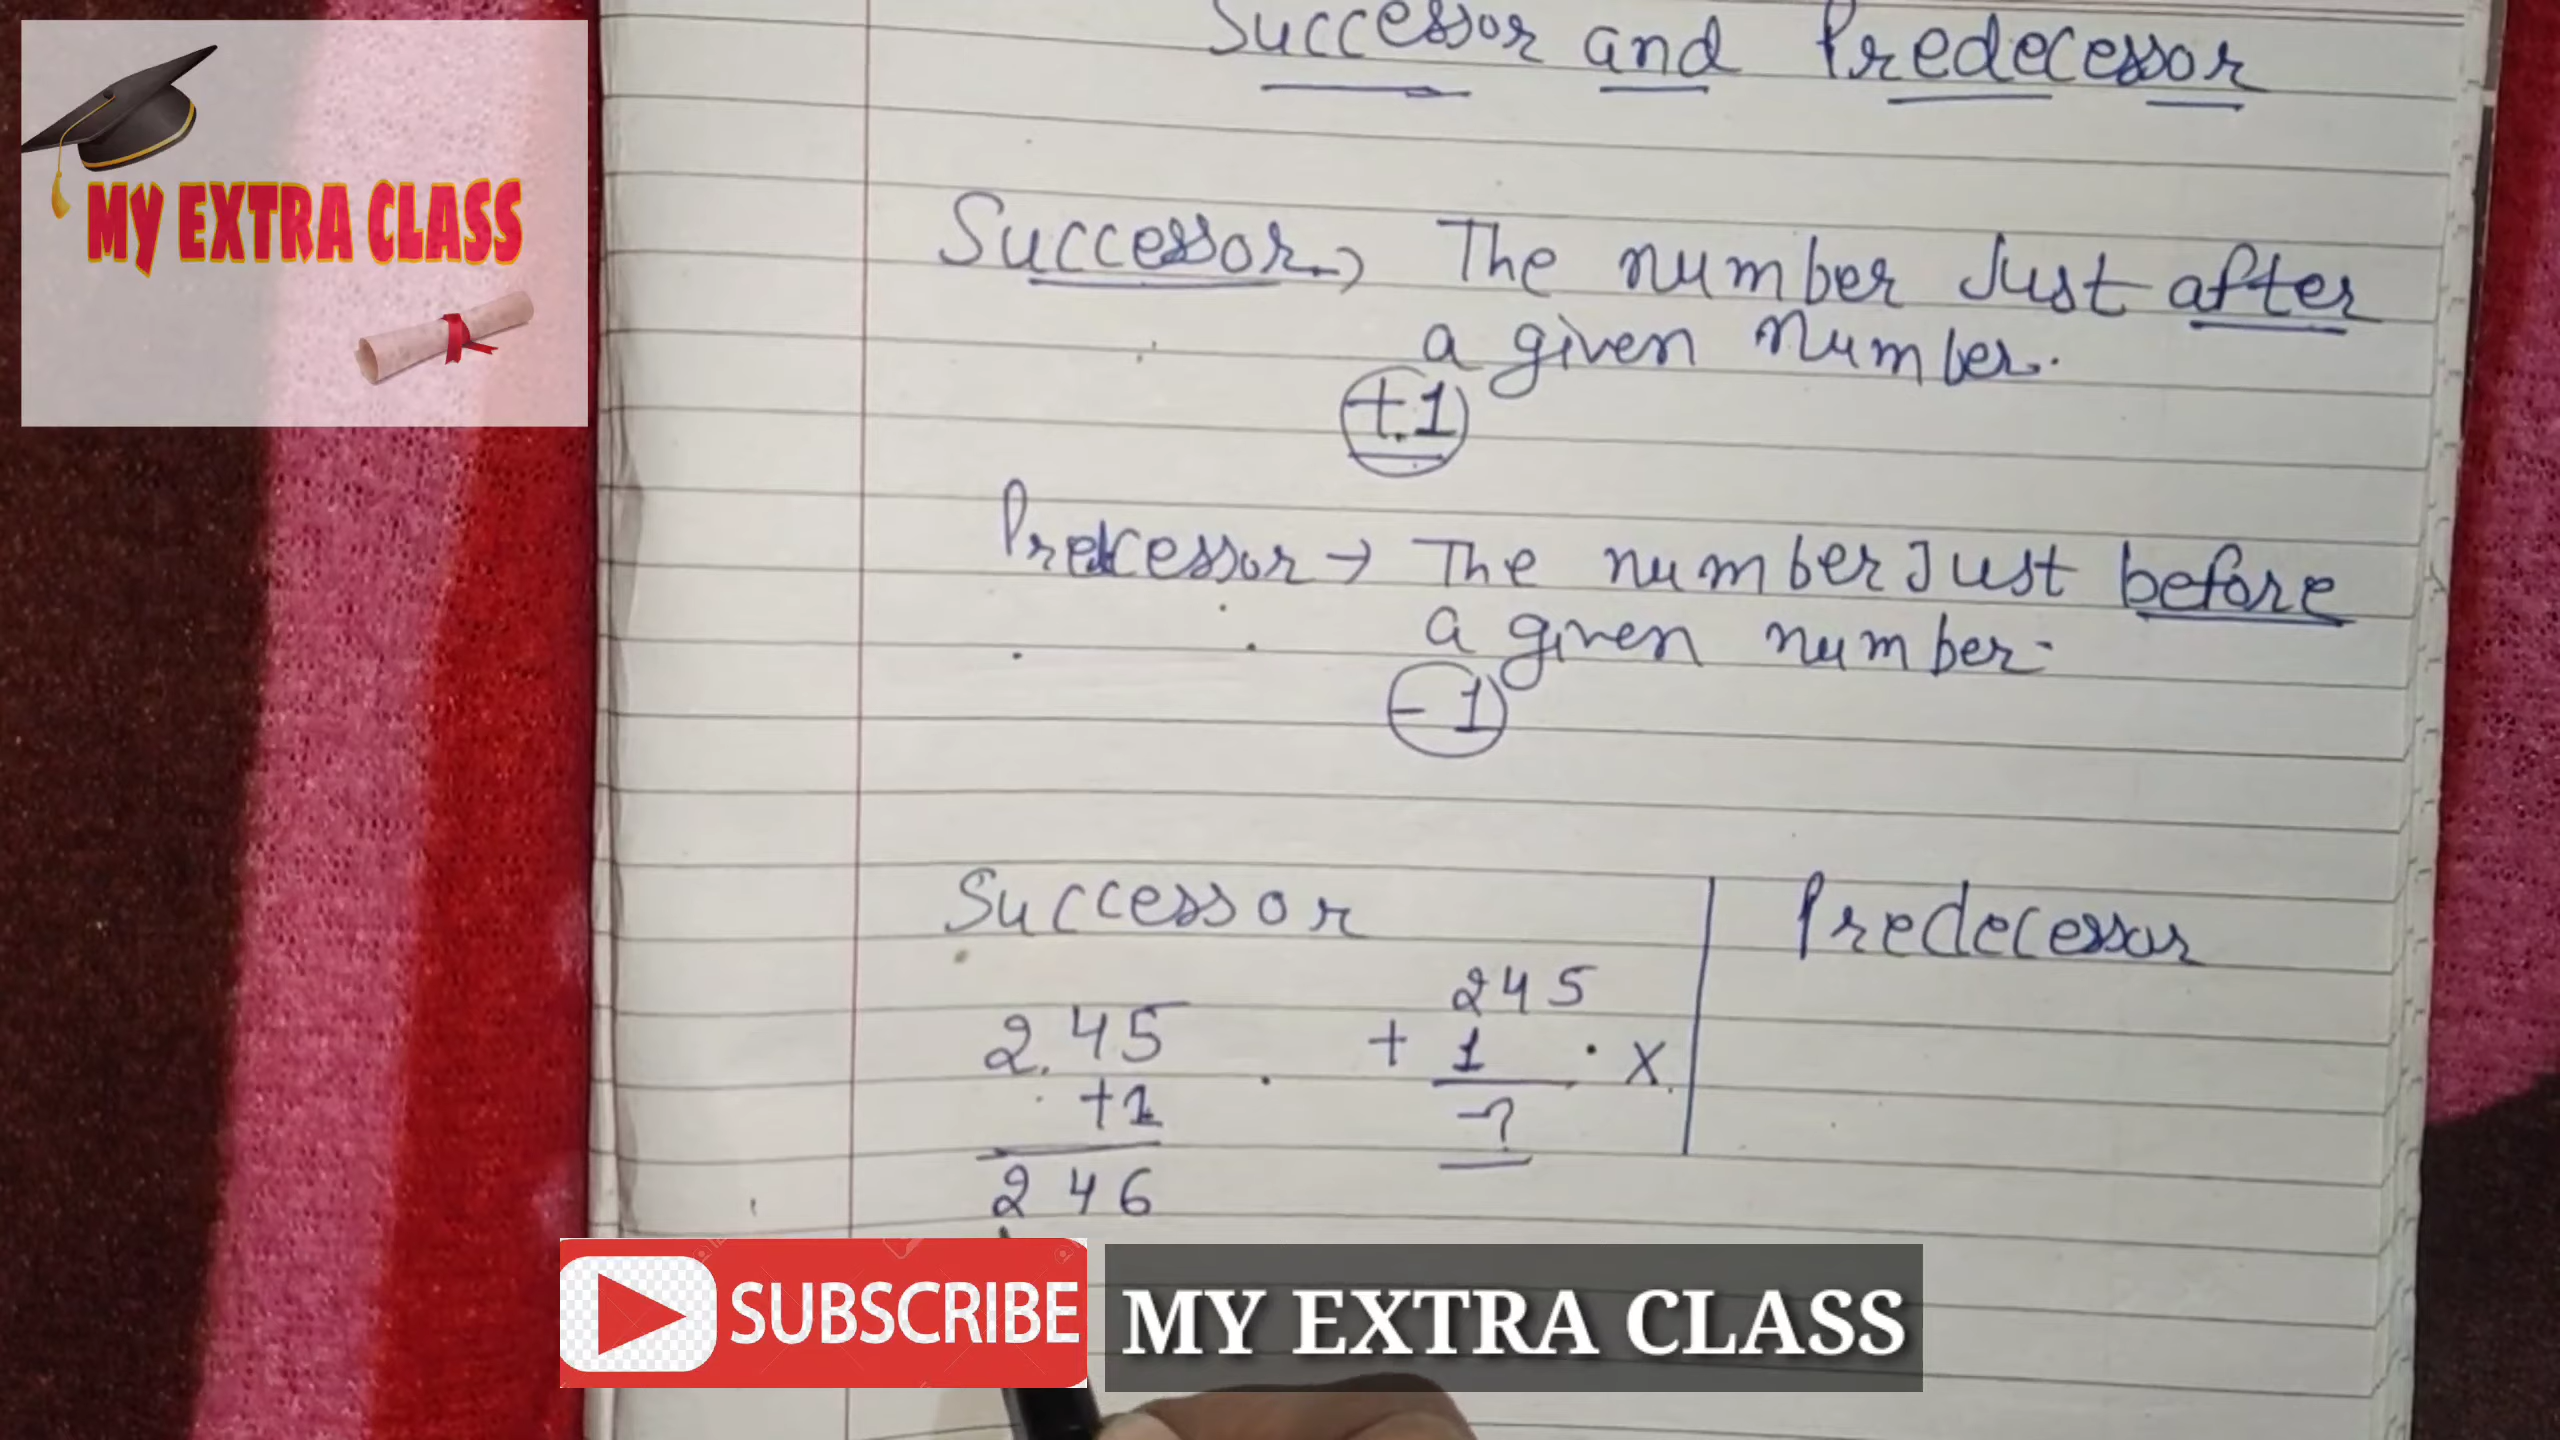 MY EXTRA CLASS
Successor and Predecessor
Successor → The number Just after
a given number.
+1
Predecessor → The number Just before
a given number.
- 1
Successor
Predecessor
245
+1
246
245
+ 1 x
?
SUBSCRIBE
MY EXTRA CLASS